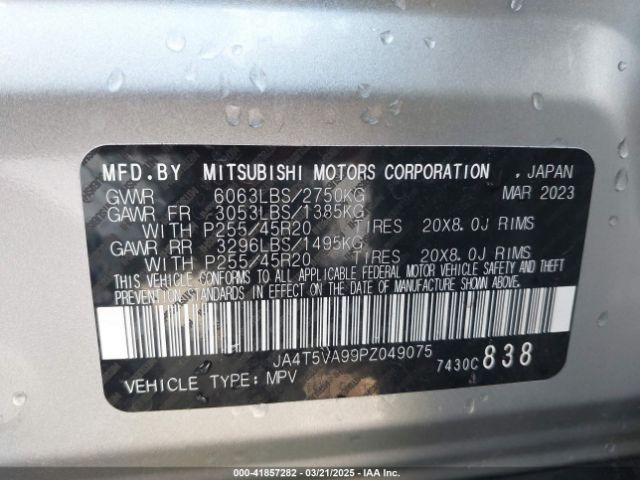 MFD.BY MITSUBISHI MOTORS CORPORATION , JAPAN
GVWR 6063LBS/2750KG MAR 2023
GAWR FR 3053LBS/1385KG
WITH P255/45R20 TIRES 20X8.0J RIMS
GAWR RR 3296LBS/1495KG
WITH P255/45R20 TIRES 20X8.0J RIMS
THIS VEHICLE CONFORMS TO ALL APPLICABLE FEDERAL MOTOR VEHICLE SAFETY AND THEFT
PREVENTION STANDARDS IN EFFECT ON THE DATE OF MANUFACTURE SHOWN ABOVE.
JA4T5VA99PZ049075 7430C 838
VEHICLE TYPE: MPV
000-41857282 — 03/21/2025 — IAAI.COM